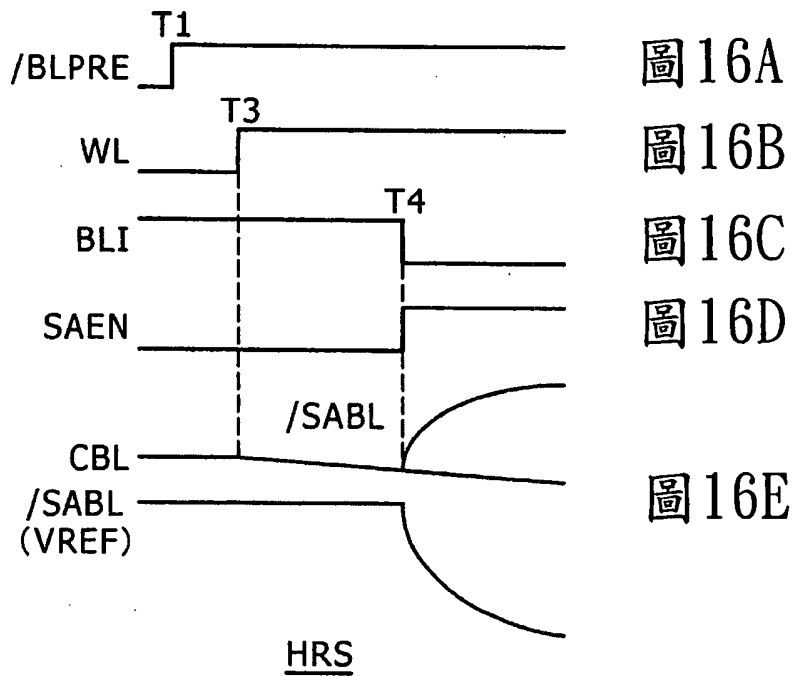 T1
/BLPRE
圖16A
T3
WL
圖16B
T4
BLI
圖16C
SAEN
圖16D
/SABL
CBL
/SABL
(VREF)
圖16E
HRS